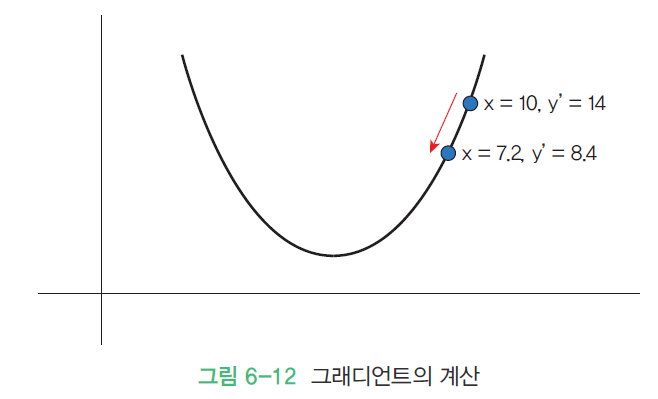 x = 10, y' = 14
x = 7.2, y' = 8.4
그림 6-12 그래디언트의 계산